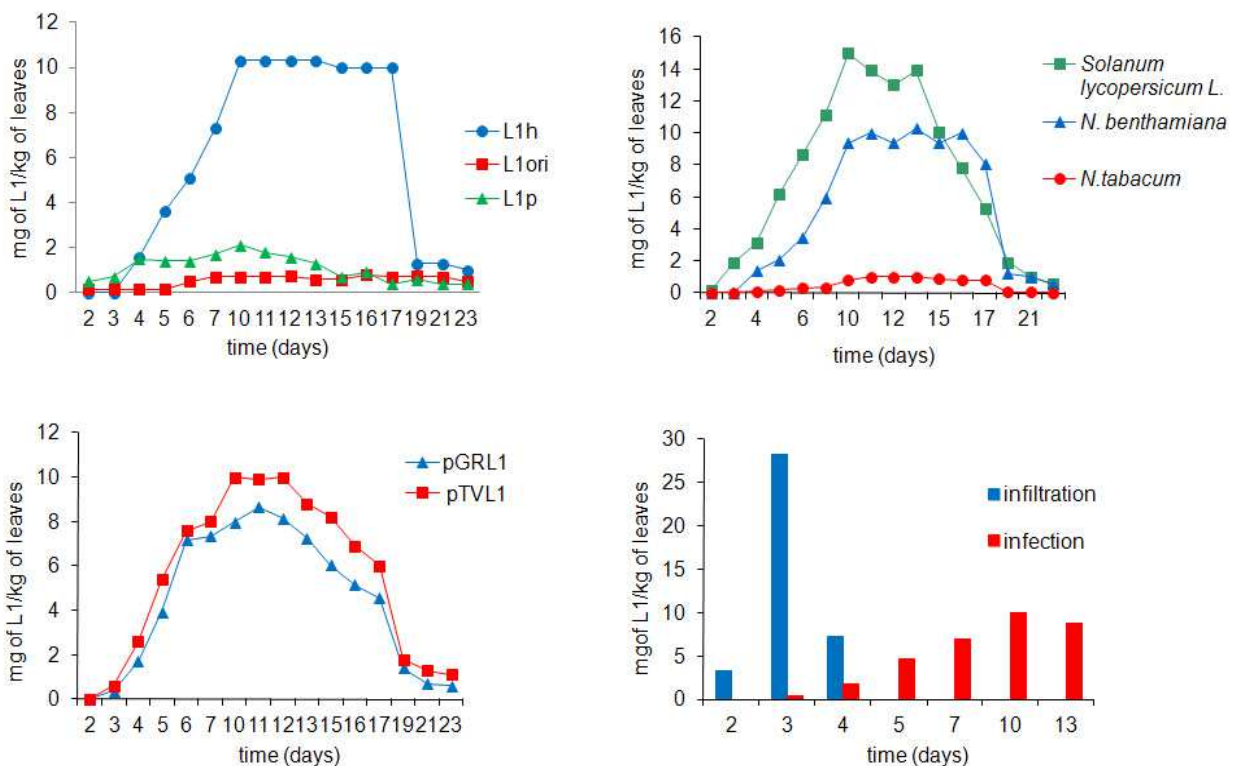 mg of L1/kg of leaves
12
10
8
6
4
2
0
L1h
L1ori
L1p
2 3 4 5 6 7 10 11 12 13 15 16 17 19 21 23
time (days)
mg of L1/kg of leaves
16
14
12
10
8
6
4
2
0
Solanum
lycopersicum L.
N. benthamiana
N.tabacum
2 4 6 10 12 15 17 21
time (days)
mg of L1/kg of leaves
12
10
8
6
4
2
0
pGRL1
pTVL1
2 3 4 5 6 7 10 11 12 13 15 16 17 19 21 23
time (days)
mgof L1/kg of leaves
30
25
20
15
10
5
0
infiltration
infection
2 3 4 5 7 10 13
time (days)